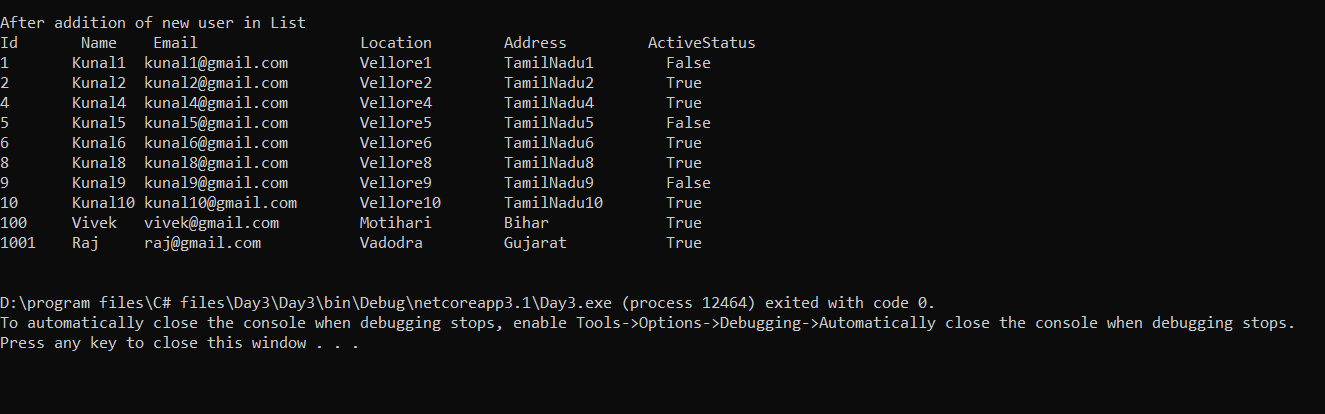 After addition of new user in List
Id       Name    Email                  Location        Address         ActiveStatus
1       Kunal1  kunal1@gmail.com        Vellore1        TamilNadu1        False
2       Kunal2  kunal2@gmail.com        Vellore2        TamilNadu2        True
4       Kunal4  kunal4@gmail.com        Vellore4        TamilNadu4        True
5       Kunal5  kunal5@gmail.com        Vellore5        TamilNadu5        False
6       Kunal6  kunal6@gmail.com        Vellore6        TamilNadu6        True
8       Kunal8  kunal8@gmail.com        Vellore8        TamilNadu8        True
9       Kunal9  kunal9@gmail.com        Vellore9        TamilNadu9        False
10      Kunal10 kunal10@gmail.com       Vellore10       TamilNadu10       True
100     Vivek   vivek@gmail.com         Motihari        Bihar             True
1001    Raj     raj@gmail.com           Vadodra         Gujarat           True
D:\program files\C# files\Day3\Day3\bin\Debug\netcoreapp3.1\Day3.exe (process 12464) exited with code 0.
To automatically close the console when debugging stops, enable Tools->Options->Debugging->Automatically close the console when debugging stops.
Press any key to close this window . . .